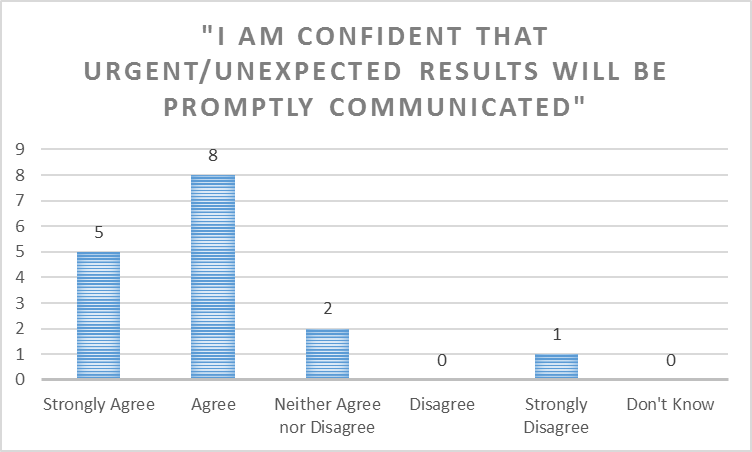 "I AM CONFIDENT THAT
URGENT/UNEXPECTED RESULTS WILL BE
PROMPTLY COMMUNICATED"
9
8
7
6
5
4
3
2
1
0
5
8
2
0
1
0
Strongly Agree
Agree
Neither Agree
nor Disagree
Disagree
Strongly
Disagree
Don't Know